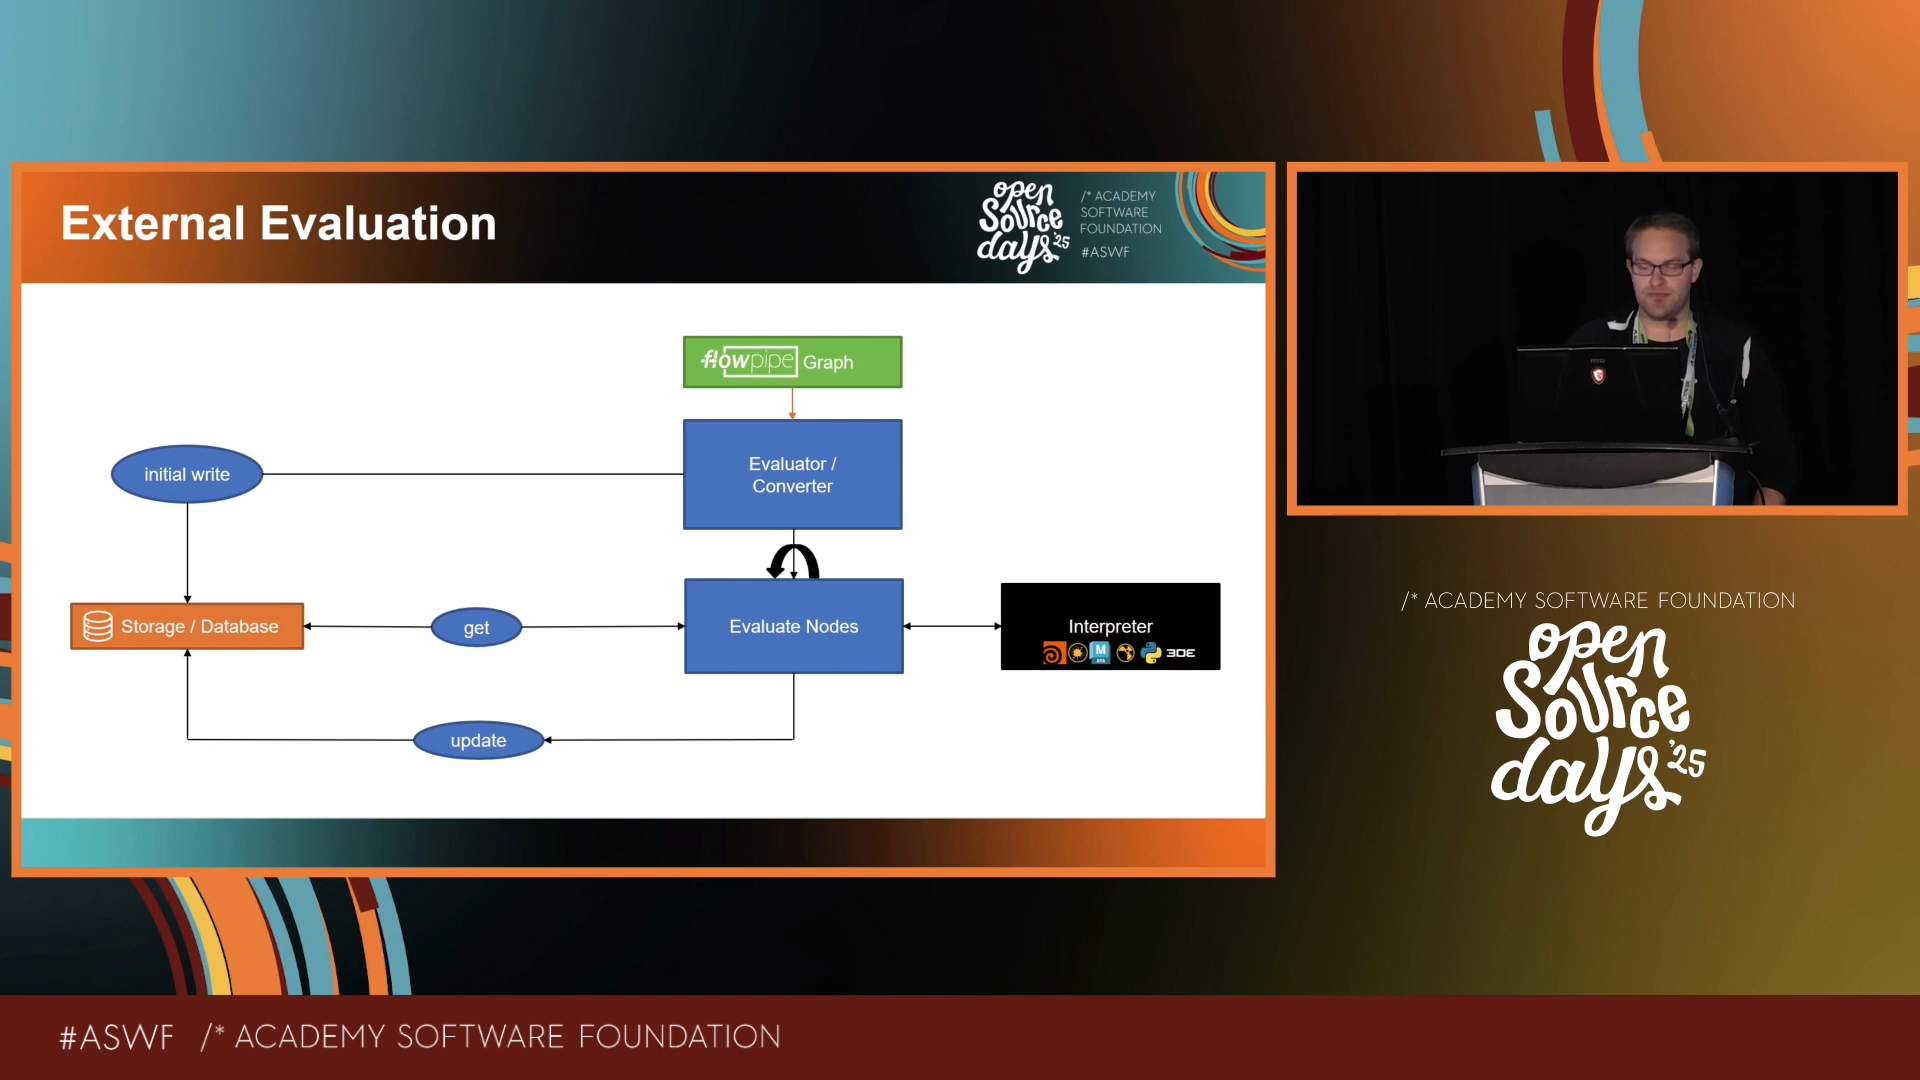 External Evaluation
open
Source
days '25
/* ACADEMY
SOFTWARE
FOUNDATION
#ASWF
flowpipe Graph
Evaluator /
Converter
initial write
Storage / Database
get
Evaluate Nodes
Interpreter
M
3DE
update
msi
/* ACADEMY SOFTWARE FOUNDATION
open
Source
days '25
#ASWF /* ACADEMY SOFTWARE FOUNDATION